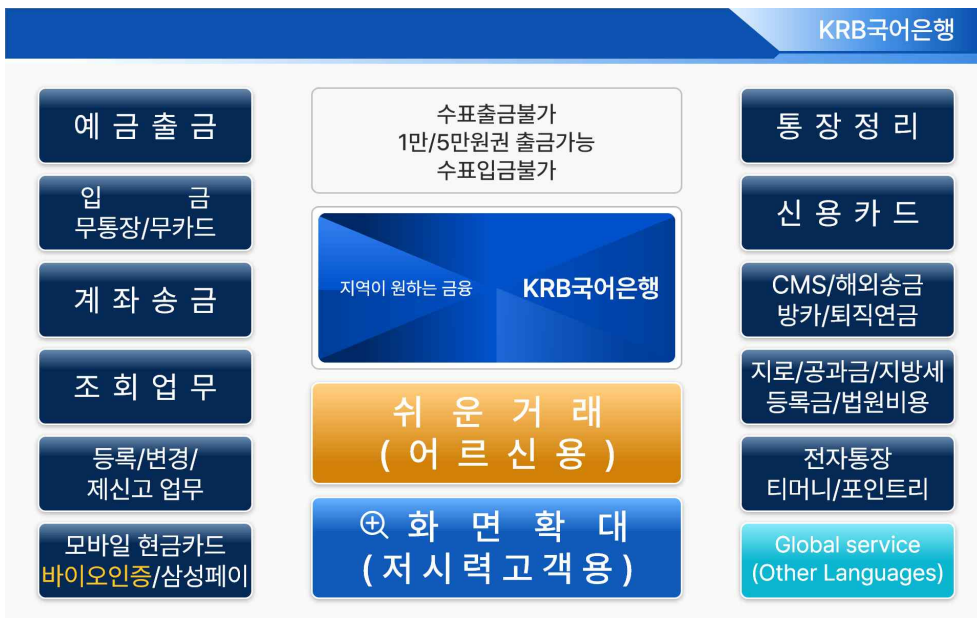 KRB국어은행
예금출금
입 금
무통장/무카드
계좌송금
조회업무
등록/변경/
제신고 업무
모바일 현금카드
바이오인증/삼성페이
수표출금불가
1만/5만원권 출금가능
수표입금불가
지역이 원하는 금융 KRB국어은행
쉬운거래
(어르신용)
화면확대
(저시력고객용)
통장정리
신용카드
CMS/해외송금
방카/퇴직연금
지로/공과금/지방세
등록금/법원비용
전자통장
티머니/포인트리
Global service
(Other Languages)